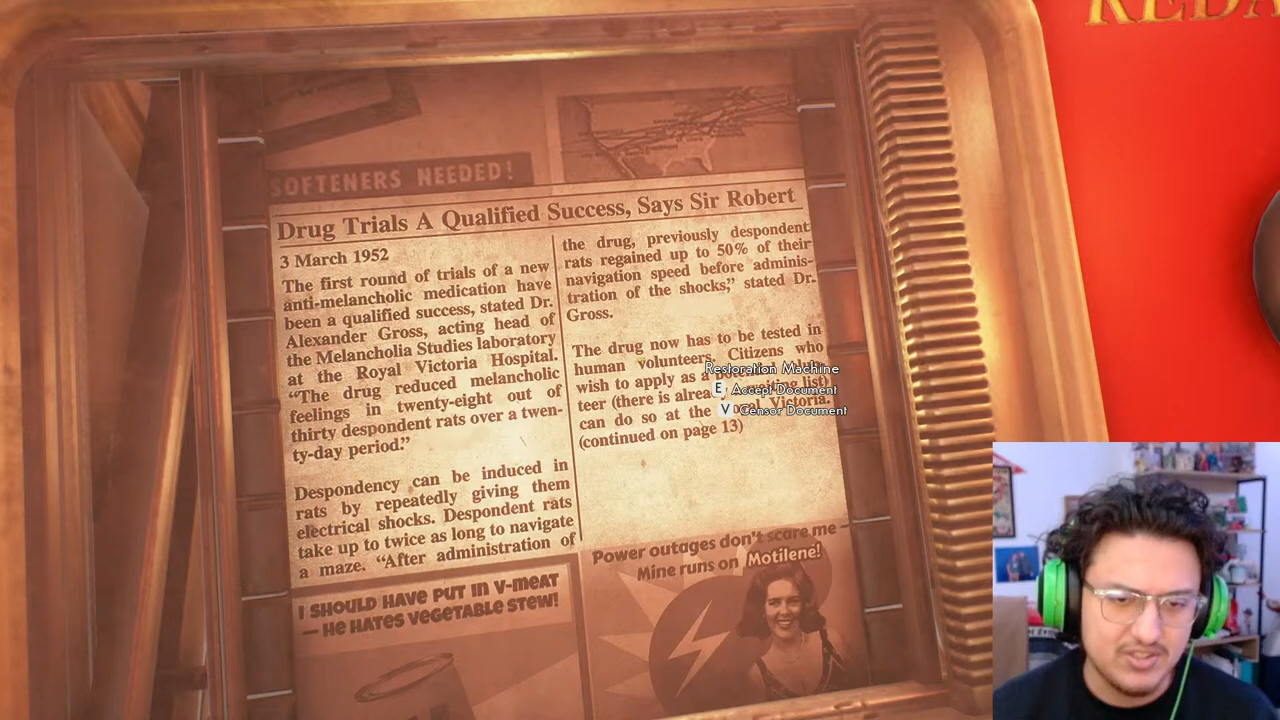 REDA
SOFTENERS NEEDED!
Drug Trials A Qualified Success, Says Sir Robert
3 March 1952
The first round of trials of a new
anti-melancholic medication have
been a qualified success, stated Dr.
Alexander Gross, acting head of
the Melancholia Studies laboratory
at the Royal Victoria Hospital.
“The drug reduced melancholic
feelings in twenty-eight out of
thirty despondent rats over a twen-
ty-day period.”
Despondency can be induced in
rats by repeatedly giving them
electrical shocks. Despondent rats
take up to twice as long to navigate
a maze. “After administration of
the drug, previously despondent
rats regained up to 50% of their
navigation speed before adminis-
tration of the shocks,” stated Dr.
Gross.
The drug now has to be tested in
human volunteers. Citizens who
wish to apply as a
teer (there is alrea waiting list)
can do so at the Royal Victoria.
(continued on page 13)
Restoration Machine
E Accept Document
V Censor Document
I SHOULD HAVE PUT IN V-MEAT
— HE HATES VEGETABLE STEW!
Power outages don't scare me –
Mine runs on Motilene!